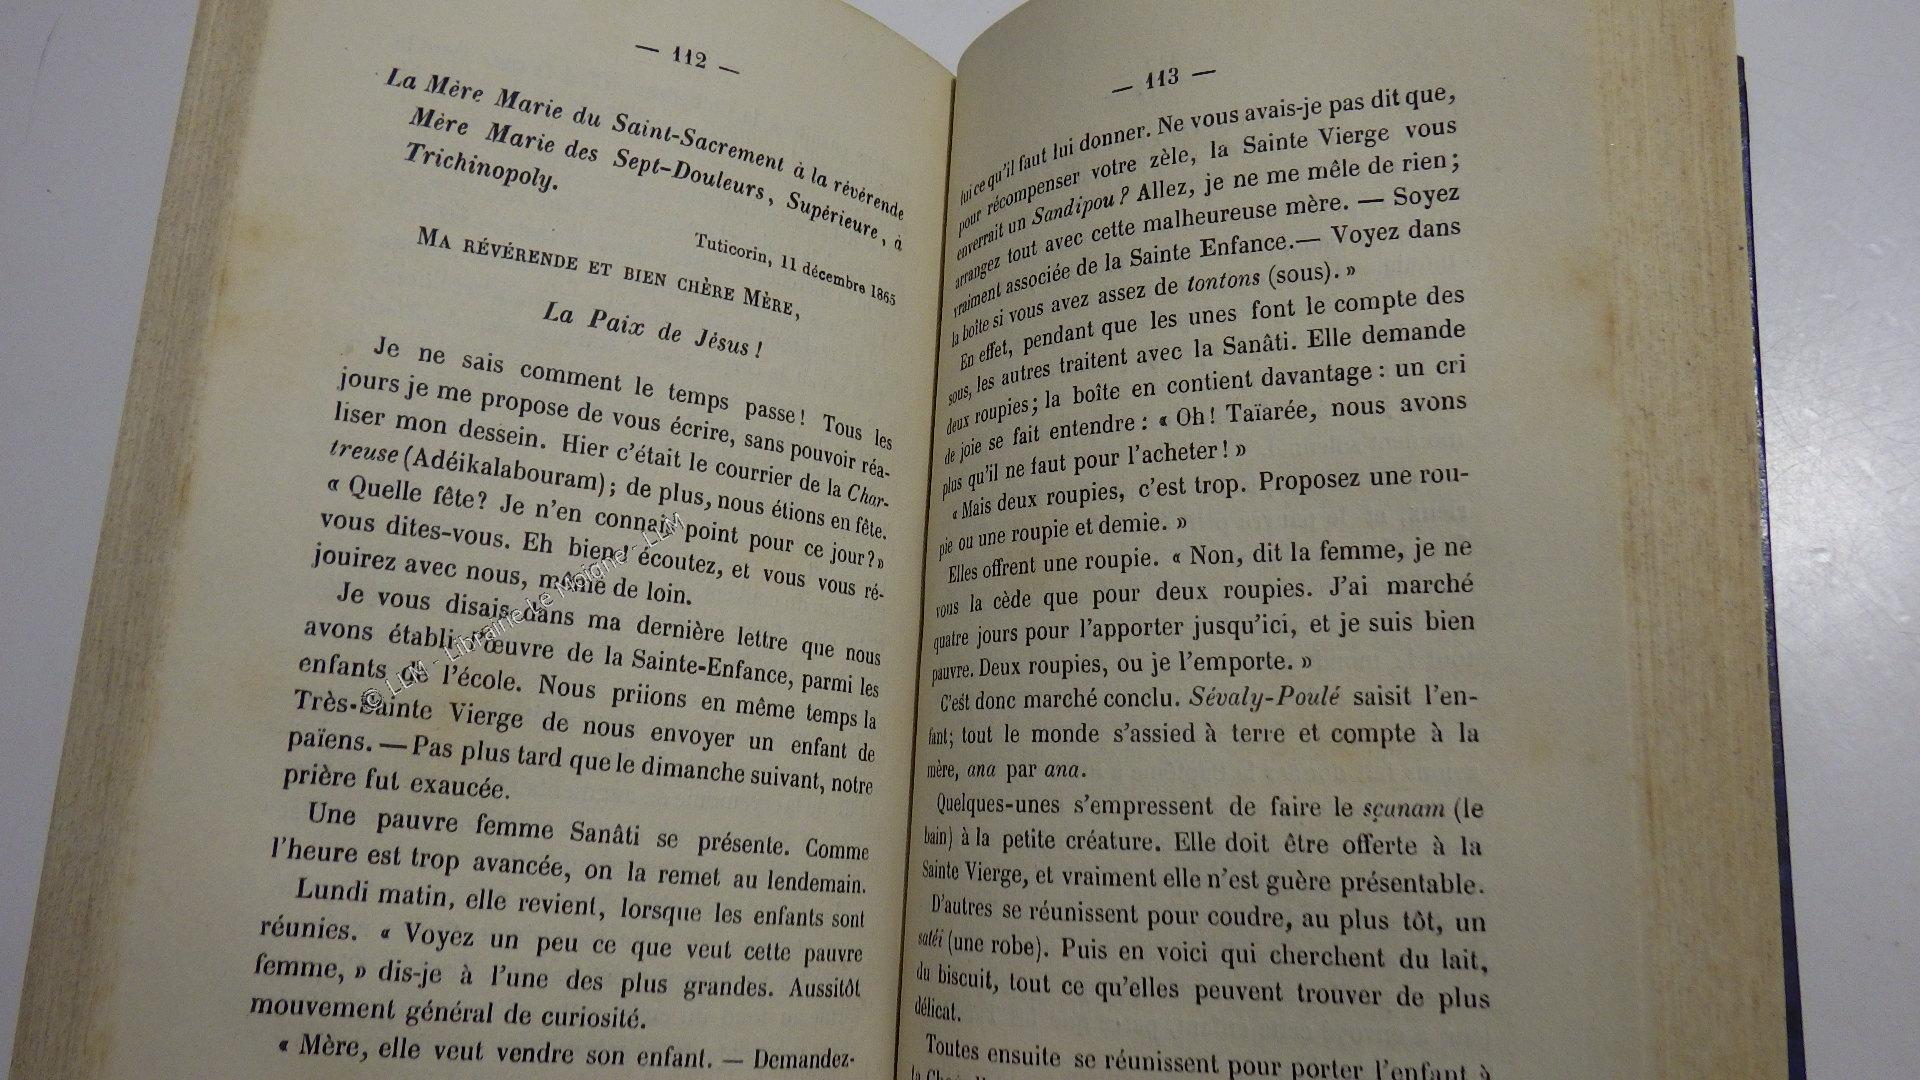 — 112 —
La Mère Marie du Saint-Sacrement à la révérende
Mère Marie des Sept-Douleurs, Supérieure, à
Trichinopoly.
Tuticorin, 11 décembre 1865
MA RÉVÉRENDE ET BIEN CHÈRE MÈRE,
La Paix de Jésus !
Je ne sais comment le temps passe ! Tous les
jours je me propose de vous écrire, sans pouvoir réa-
liser mon dessein. Hier c'était le courrier de la Char-
treuse (Adéikalabouram) ; de plus, nous étions en fête.
« Quelle fête ? Je n'en connais point pour ce jour ? »
vous dites-vous. Eh bien ! écoutez, et vous vous ré-
jouirez avec nous, même de loin.
Je vous disais dans ma dernière lettre que nous
avons établi l'œuvre de la Sainte-Enfance, parmi les
enfants de l'école. Nous priions en même temps la
Très-Sainte Vierge de nous envoyer un enfant de
païens. — Pas plus tard que le dimanche suivant, notre
prière fut exaucée.
Une pauvre femme Sanâti se présente. Comme
l'heure est trop avancée, on la remet au lendemain.
Lundi matin, elle revient, lorsque les enfants sont
réunies. « Voyez un peu ce que veut cette pauvre
femme, » dis-je à l'une des plus grandes. Aussitôt
mouvement général de curiosité.
« Mère, elle veut vendre son enfant. — Demandez-
© LLM - Librairie Le Moigne - LLM
— 113 —
lui ce qu'il faut lui donner. Ne vous avais-je pas dit que,
pour récompenser votre zèle, la Sainte Vierge vous
enverrait un Sandipou ? Allez, je ne me mêle de rien ;
arrangez tout avec cette malheureuse mère. — Soyez
vraiment associée de la Sainte Enfance. — Voyez dans
la boîte si vous avez assez de tontons (sous). »
En effet, pendant que les unes font le compte des
sous, les autres traitent avec la Sanâti. Elle demande
deux roupies ; la boîte en contient davantage : un cri
de joie se fait entendre : « Oh ! Taïarée, nous avons
plus qu'il ne faut pour l'acheter ! »
« Mais deux roupies, c'est trop. Proposez une rou-
pie ou une roupie et demie. »
Elles offrent une roupie. « Non, dit la femme, je ne
vous la cède que pour deux roupies. J'ai marché
quatre jours pour l'apporter jusqu'ici, et je suis bien
pauvre. Deux roupies, ou je l'emporte. »
C'est donc marché conclu. Sévaly-Poulé saisit l'en-
fant ; tout le monde s'assied à terre et compte à la
mère, ana par ana.
Quelques-unes s'empressent de faire le sçunam (le
bain) à la petite créature. Elle doit être offerte à la
Sainte Vierge, et vraiment elle n'est guère présentable.
D'autres se réunissent pour coudre, au plus tôt, un
satéi (une robe). Puis en voici qui cherchent du lait,
du biscuit, tout ce qu'elles peuvent trouver de plus
délicat.
Toutes ensuite se réunissent pour porter l'enfant à